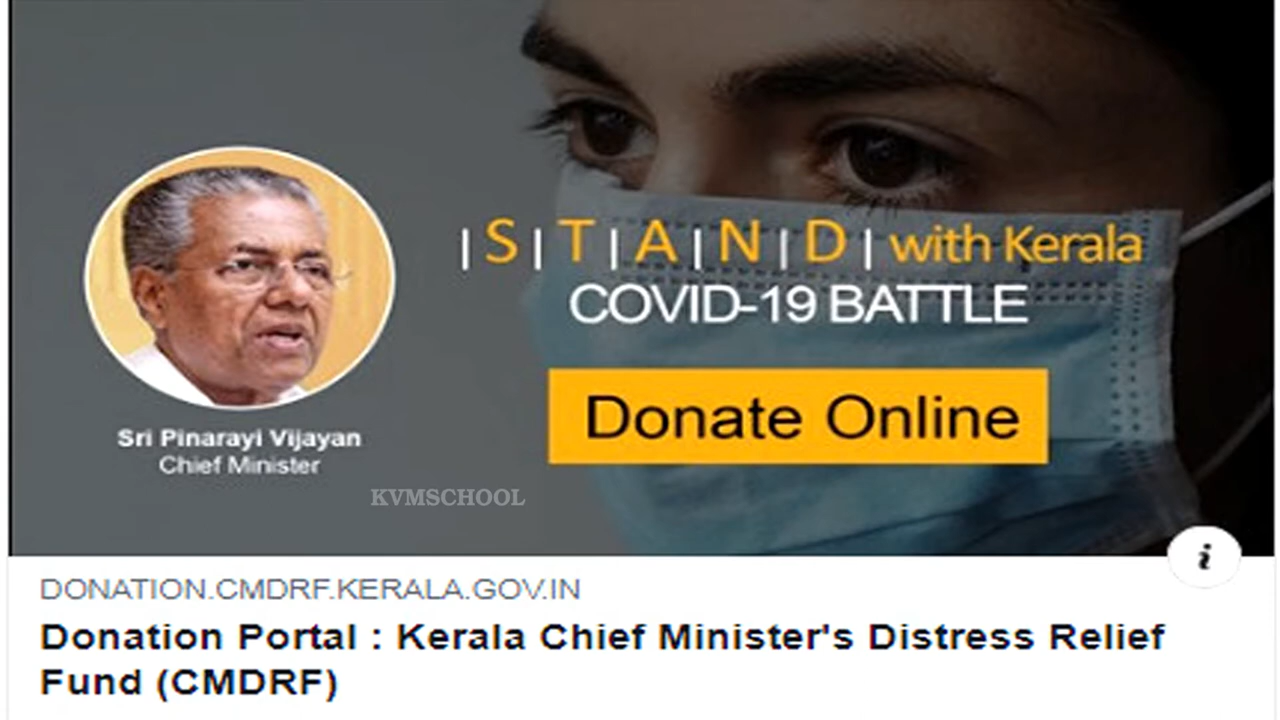 | S | T | A | N | D | with Kerala
COVID-19 BATTLE
Donate Online
Sri Pinarayi Vijayan
Chief Minister
KVMSCHOOL
i
DONATION.CMDRF.KERALA.GOV.IN
Donation Portal : Kerala Chief Minister's Distress Relief
Fund (CMDRF)